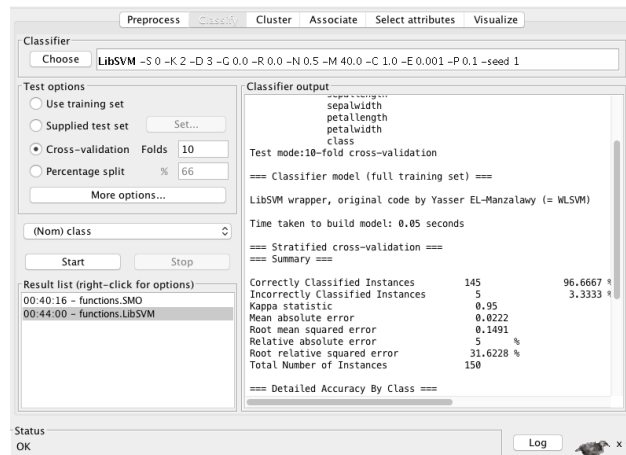 Preprocess Classify Cluster Associate Select attributes Visualize
Classifier
Choose LibSVM -S 0 -K 2 -D 3 -G 0.0 -R 0.0 -N 0.5 -M 40.0 -C 1.0 -E 0.001 -P 0.1 -seed 1
Test options
Use training set
Supplied test set Set...
Cross-validation Folds 10
Percentage split % 66
More options...
(Nom) class
Start Stop
Result list (right-click for options)
00:40:16 - functions.SMO
00:44:00 - functions.LibSVM
Classifier output
sepallength
sepalwidth
petallength
petalwidth
class
Test mode:10-fold cross-validation
=== Classifier model (full training set) ===
LibSVM wrapper, original code by Yasser EL-Manzalawy (= WLSVM)
Time taken to build model: 0.05 seconds
=== Stratified cross-validation ===
=== Summary ===
Correctly Classified Instances 145 96.6667 %
Incorrectly Classified Instances 5 3.3333 %
Kappa statistic 0.95
Mean absolute error 0.0222
Root mean squared error 0.1491
Relative absolute error 5 %
Root relative squared error 31.6228 %
Total Number of Instances 150
=== Detailed Accuracy By Class ===
Status
OK
Log
x